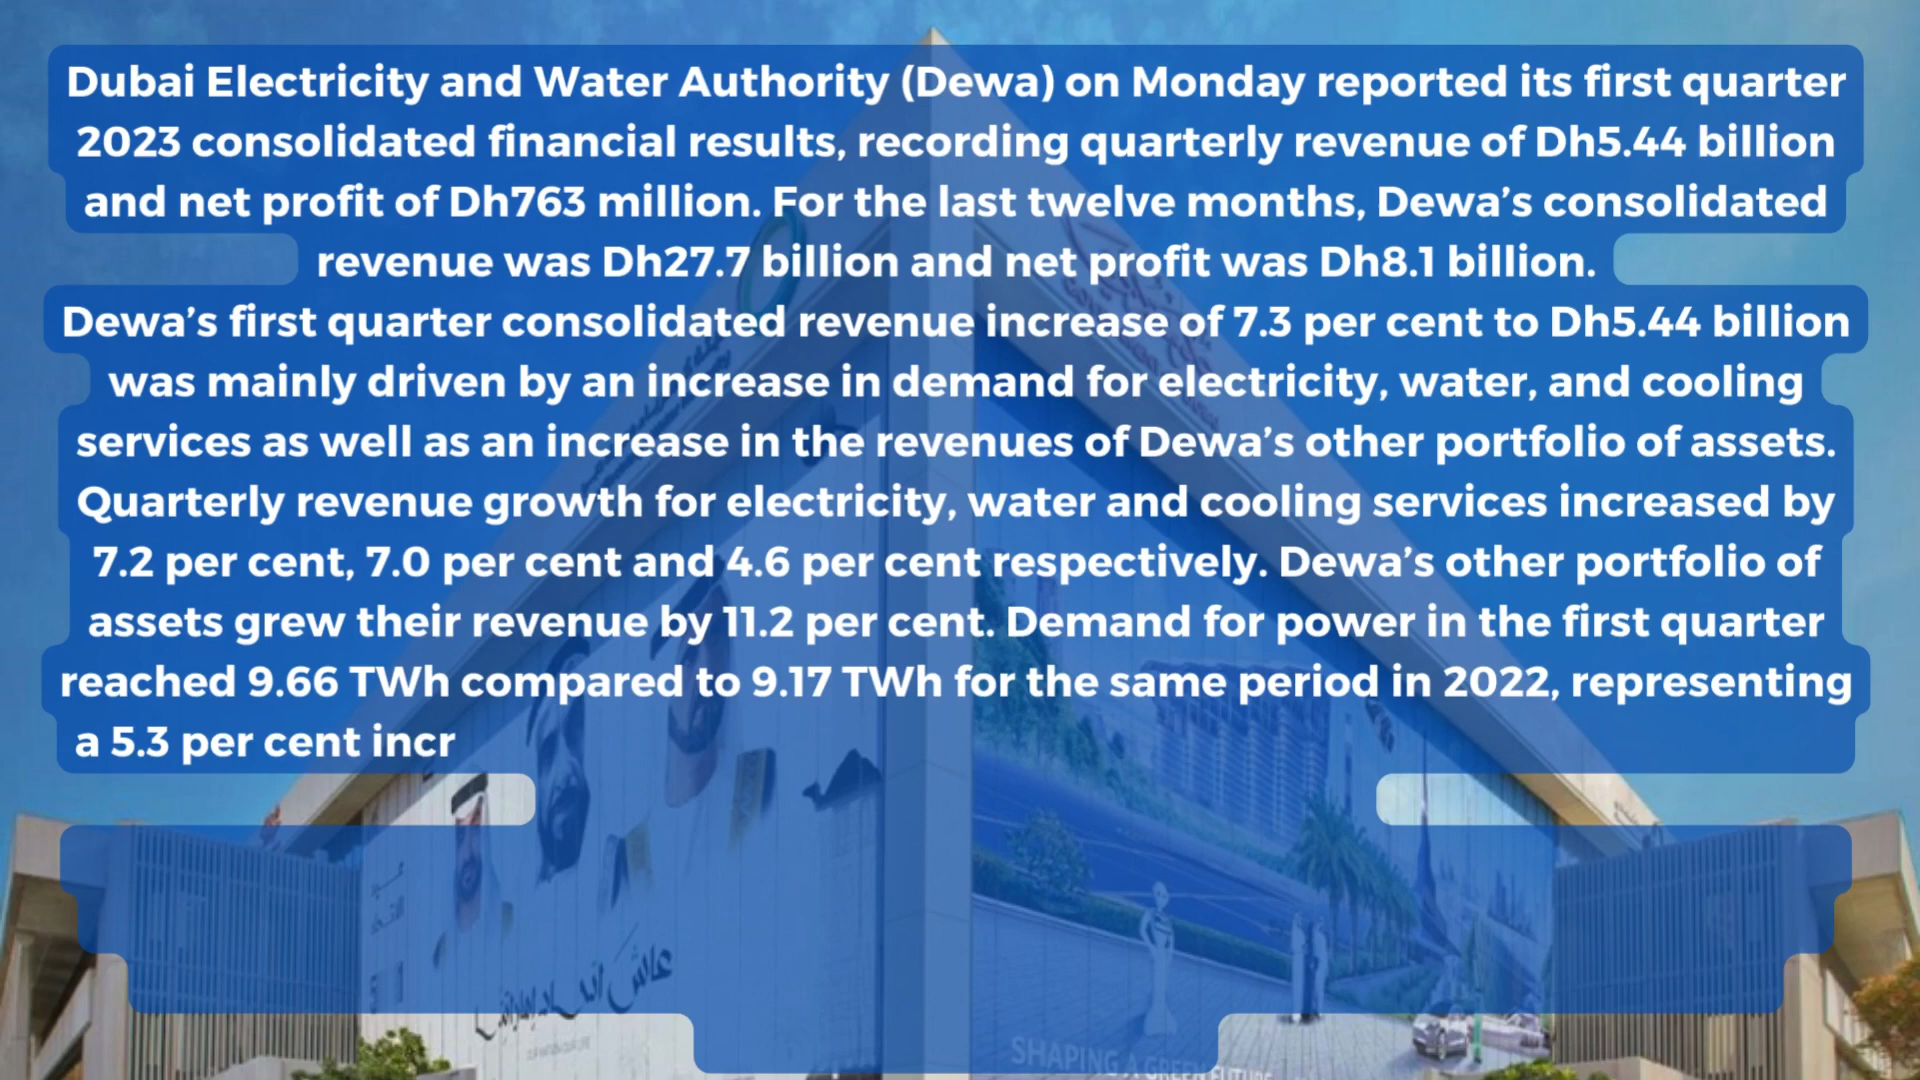 Dubai Electricity and Water Authority (Dewa) on Monday reported its first quarter
2023 consolidated financial results, recording quarterly revenue of Dh5.44 billion
and net profit of Dh763 million. For the last twelve months, Dewa’s consolidated
revenue was Dh27.7 billion and net profit was Dh8.1 billion.
Dewa’s first quarter consolidated revenue increase of 7.3 per cent to Dh5.44 billion
was mainly driven by an increase in demand for electricity, water, and cooling
services as well as an increase in the revenues of Dewa’s other portfolio of assets.
Quarterly revenue growth for electricity, water and cooling services increased by
7.2 per cent, 7.0 per cent and 4.6 per cent respectively. Dewa’s other portfolio of
assets grew their revenue by 11.2 per cent. Demand for power in the first quarter
reached 9.66 TWh compared to 9.17 TWh for the same period in 2022, representing
a 5.3 per cent incr
SHAPING A GREEN FUTURE